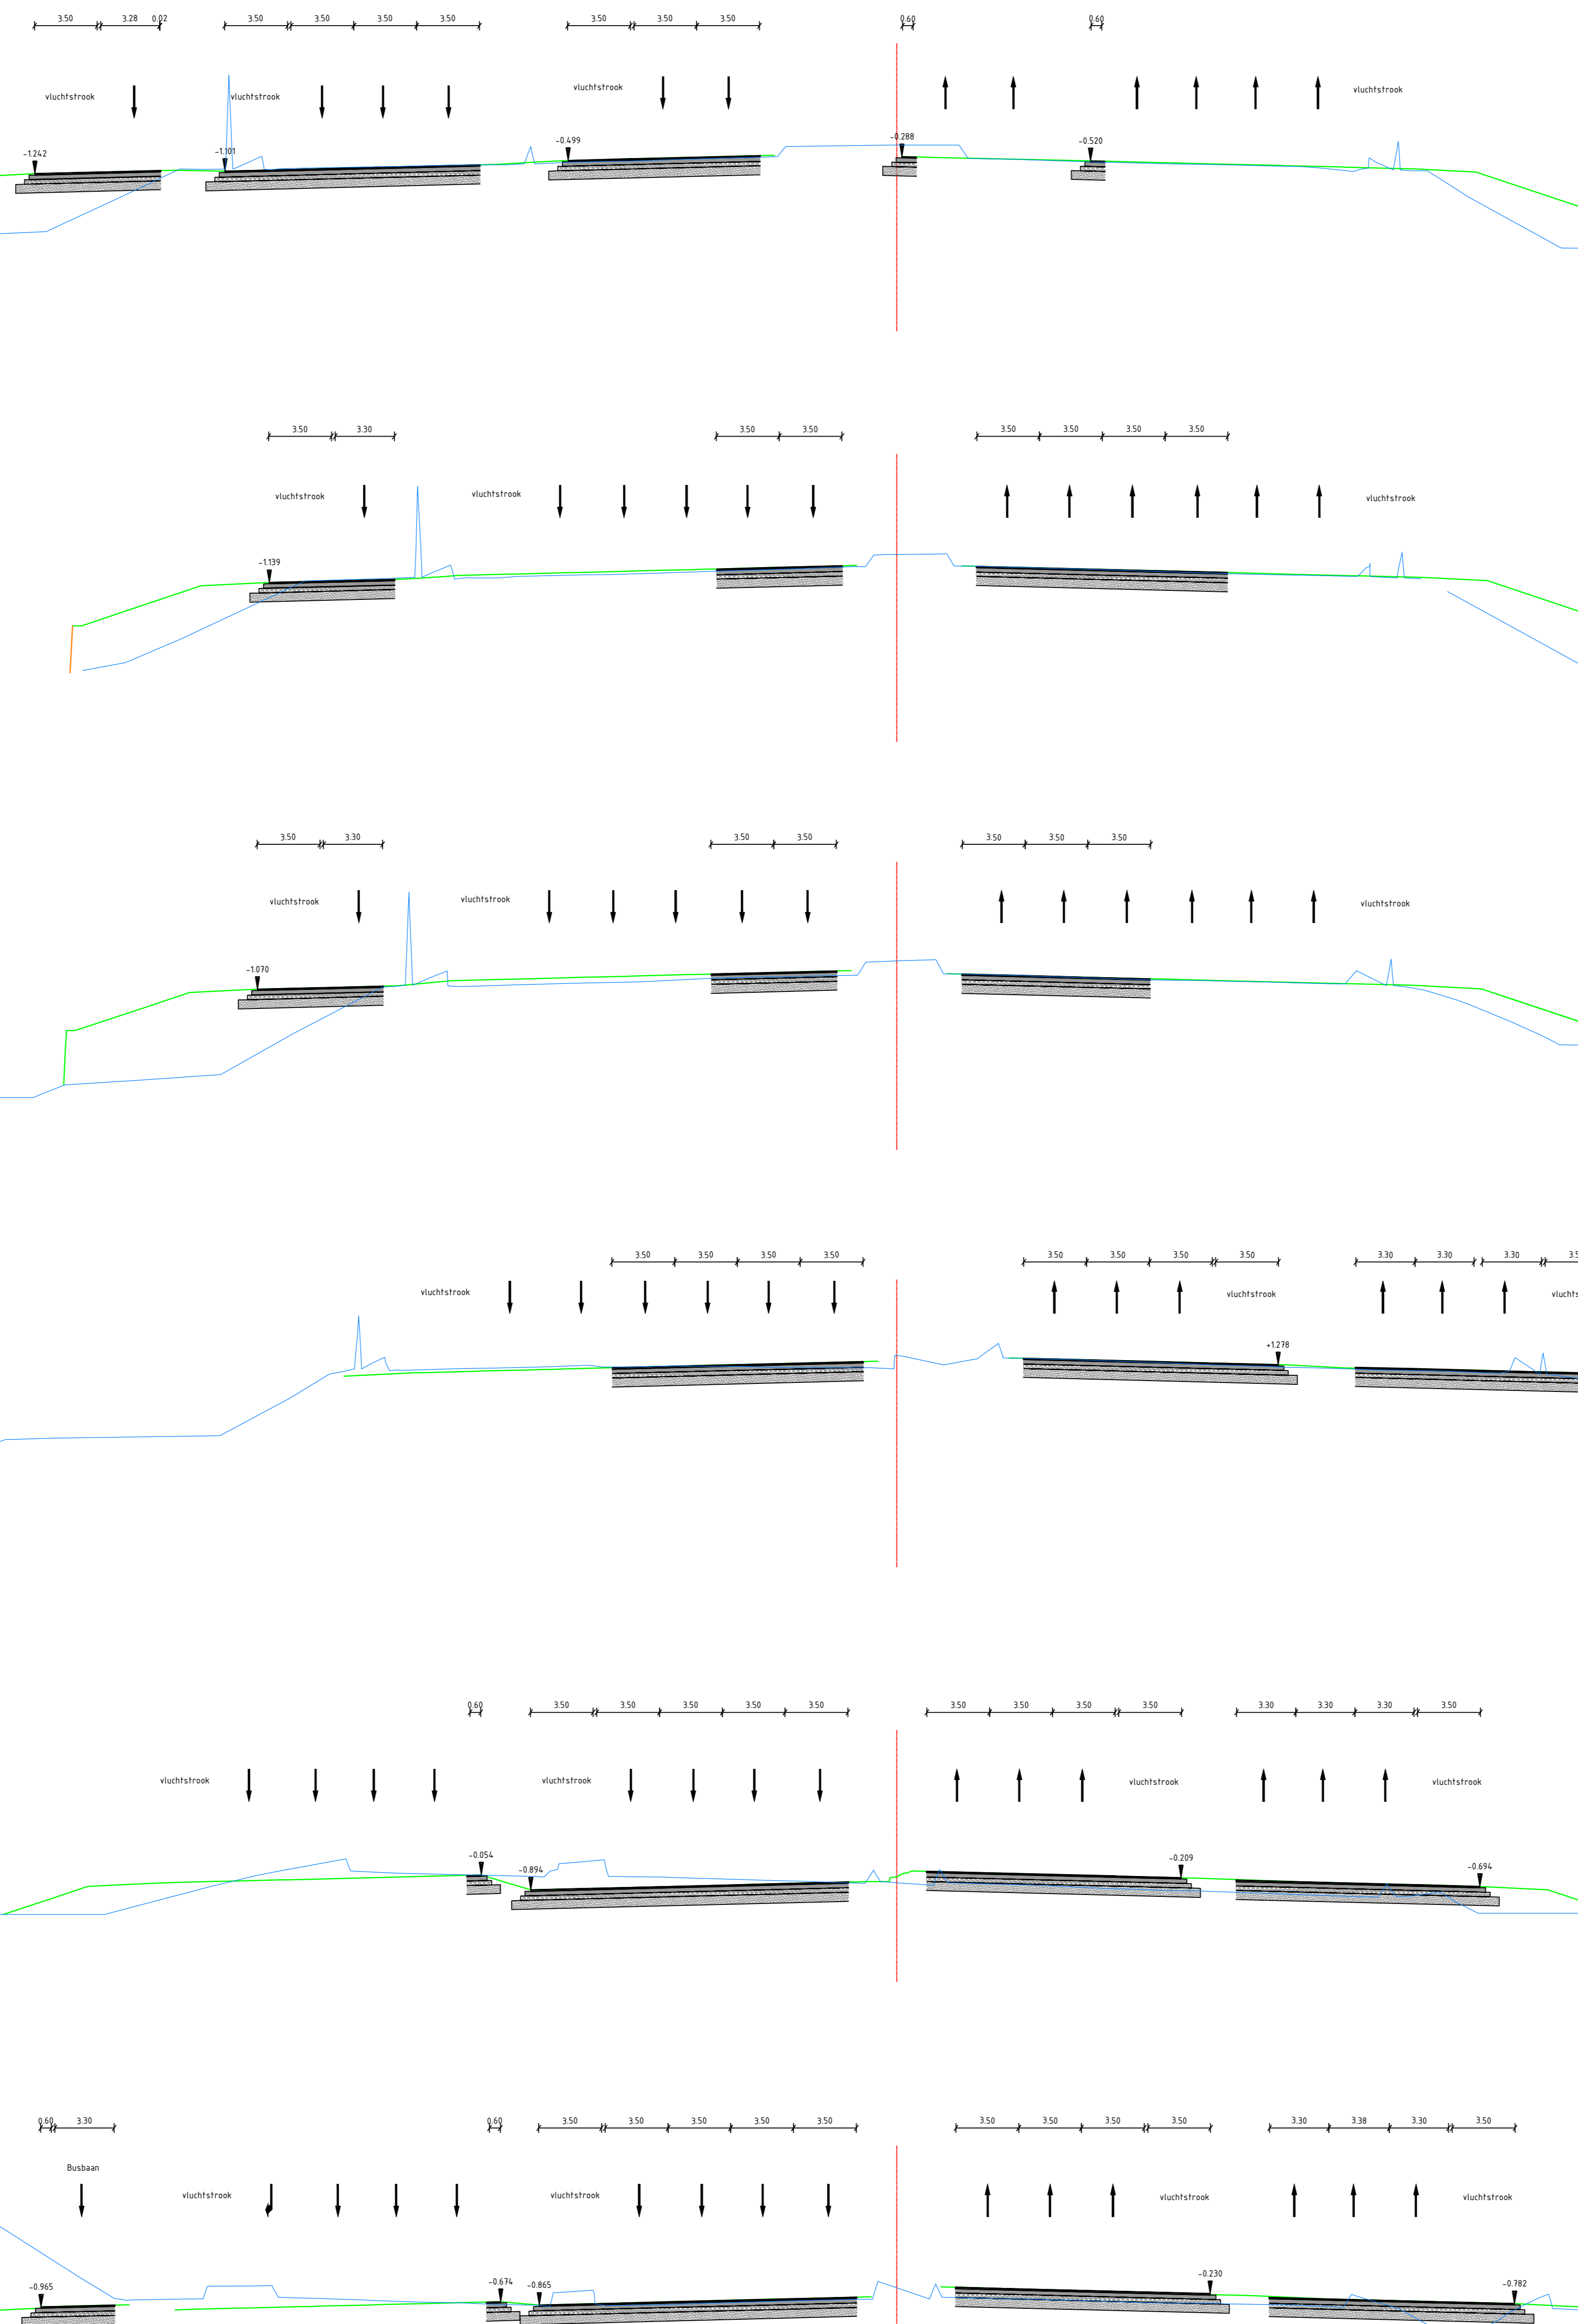 3.50 3.28 0.02 3.50 3.50 3.50 3.50 3.50 3.50 3.50 0.60 0.60
vluchtstrook vluchtstrook vluchtstrook vluchtstrook
-1.242 -1.101 -0.499 -0.288 -0.520
3.50 3.30 3.50 3.50 3.50 3.50 3.50 3.50
vluchtstrook vluchtstrook vluchtstrook
-1.139
3.50 3.30 3.50 3.50 3.50 3.50 3.50
vluchtstrook vluchtstrook vluchtstrook
-1.070
3.50 3.50 3.50 3.50 3.50 3.50 3.50 3.50 3.30 3.30 3.30
vluchtstrook vluchtstrook
+1.278
0.60 3.50 3.50 3.50 3.50 3.50 3.50 3.50 3.50 3.50 3.30 3.30 3.30 3.50
vluchtstrook vluchtstrook vluchtstrook vluchtstrook
-0.054 -0.894 -0.209 -0.694
0.60 3.30 0.60 3.50 3.50 3.50 3.50 3.50 3.50 3.50 3.50 3.50 3.30 3.38 3.30 3.50
Busbaan
vluchtstrook vluchtstrook vluchtstrook vluchtstrook
-0.965 -0.674 -0.865 -0.230 -0.782